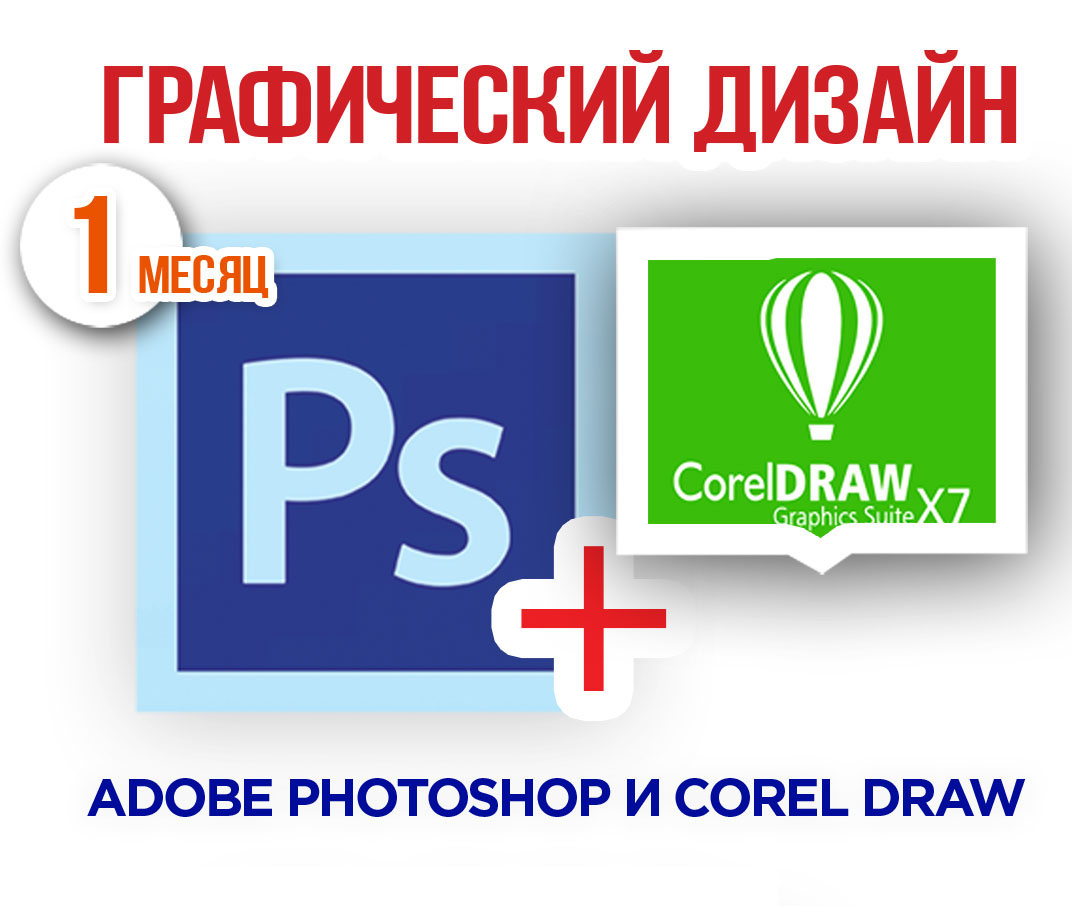 ГРАФИЧЕСКИЙ ДИЗАЙН
1 МЕСЯЦ
Ps
CorelDRAW
Graphics Suite X7
+
ADOBE PHOTOSHOP И COREL DRAW